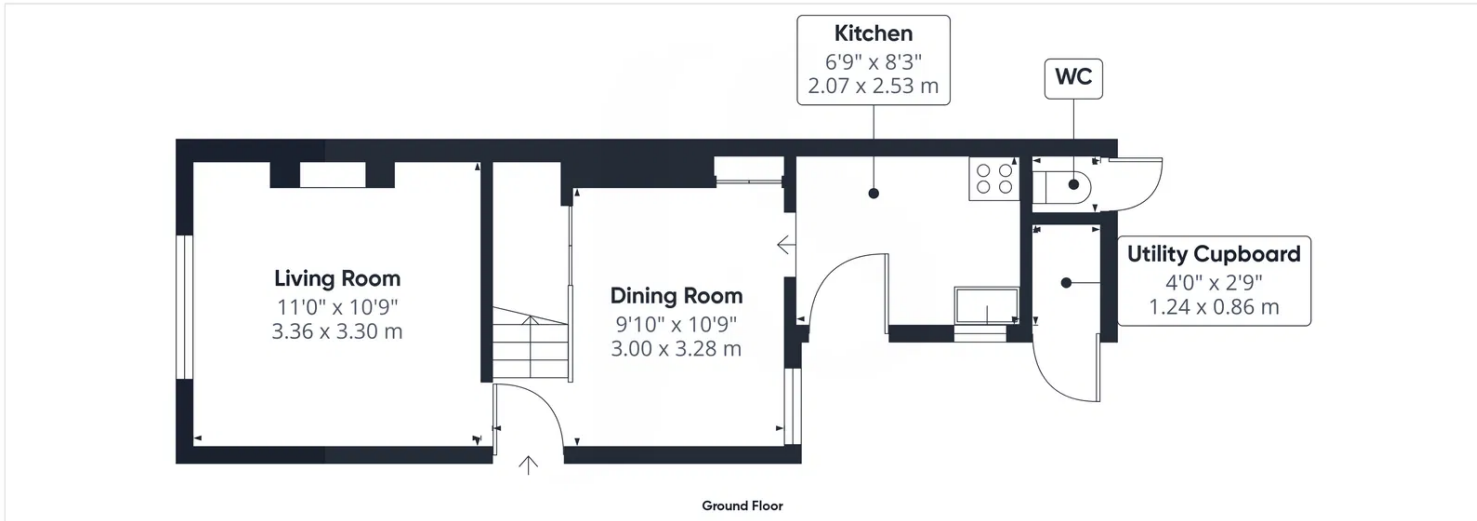 Kitchen
6'9" x 8'3"
2.07 x 2.53 m
WC
Living Room
11'0" x 10'9"
3.36 x 3.30 m
Dining Room
9'10" x 10'9"
3.00 x 3.28 m
Utility Cupboard
4'0" x 2'9"
1.24 x 0.86 m
Ground Floor